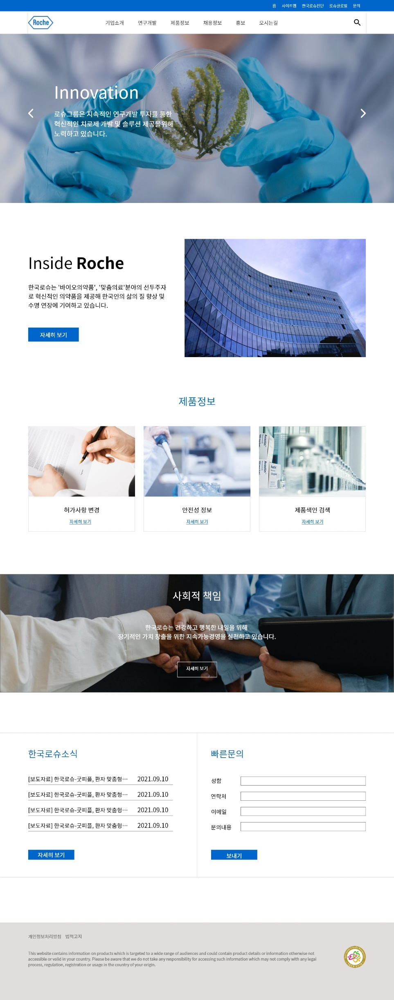 홈 사이트맵 한국로슈진단 로슈글로벌 문의
Roche 기업소개 연구개발 제품정보 채용정보 홍보 오시는길
Innovation
로슈그룹은 지속적인 연구개발 투자를 통한
혁신적인 치로제 개발 및 솔루션 제공을위해
노력하고 있습니다.
Inside Roche
한국로슈는 '바이오의약품', '맞춤의료'분야의 선두주자
로 혁신적인 의약품을 제공해 한국인의 삶의 질 향상 및
수명 연장에 기여하고 있습니다.
자세히 보기
제품정보
Avastin
Avastin
Avastin
허가사항 변경
자세히 보기
안전성 정보
자세히 보기
제품색인 검색
자세히 보기
사회적 책임
한국로슈는 건강하고 행복한 내일을 위해
장기적인 가치 창출을 위한 지속가능경영을 실천하고 있습니다.
자세히 보기
한국로슈소식
[보도자료] 한국로슈-굿피플, 환자 맞춤형··· 2021.09.10
[보도자료] 한국로슈-굿피플, 환자 맞춤형··· 2021.09.10
[보도자료] 한국로슈-굿피플, 환자 맞춤형··· 2021.09.10
[보도자료] 한국로슈-굿피플, 환자 맞춤형··· 2021.09.10
자세히 보기
빠른문의
성함
연락처
이메일
문의내용
보내기
개인정보처리방침 법적고지
This website contains information on products which is targeted to a wide range of audiences and could contain product details or information otherwise not
accessible or valid in your country. Please be aware that we do not take any responsibility for accessing such information which may not comply with any legal
process, regulation, registration or usage in the country of your origin.